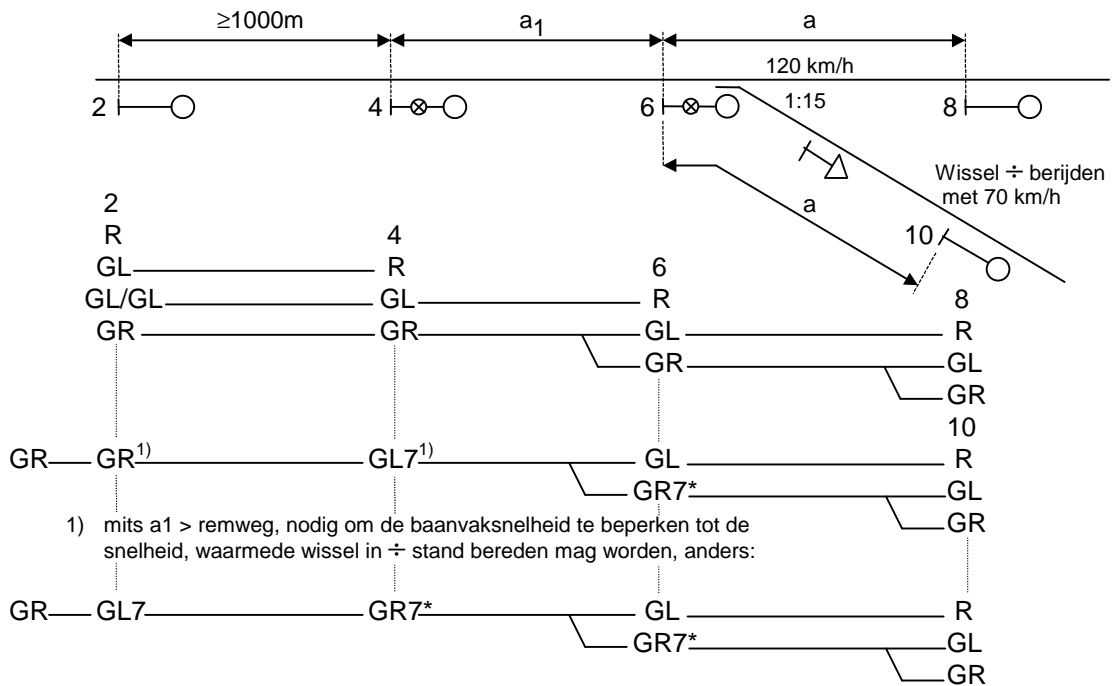 ≥1000m a1 a
120 km/h
2 4 6 1:15 8
Wissel ÷ berijden
met 70 km/h
a
2
R 4 10
GL R 6
GL/GL GL R 8
GR GR GL R
GR GL
GR
10
GR GR1) GL71) GL R
GR7* GL
GR
1) mits a1 > remweg, nodig om de baanvaksnelheid te beperken tot de
snelheid, waarmede wissel in ÷ stand bereden mag worden, anders:
GR GL7 GR7* GL R
GR7* GL
GR